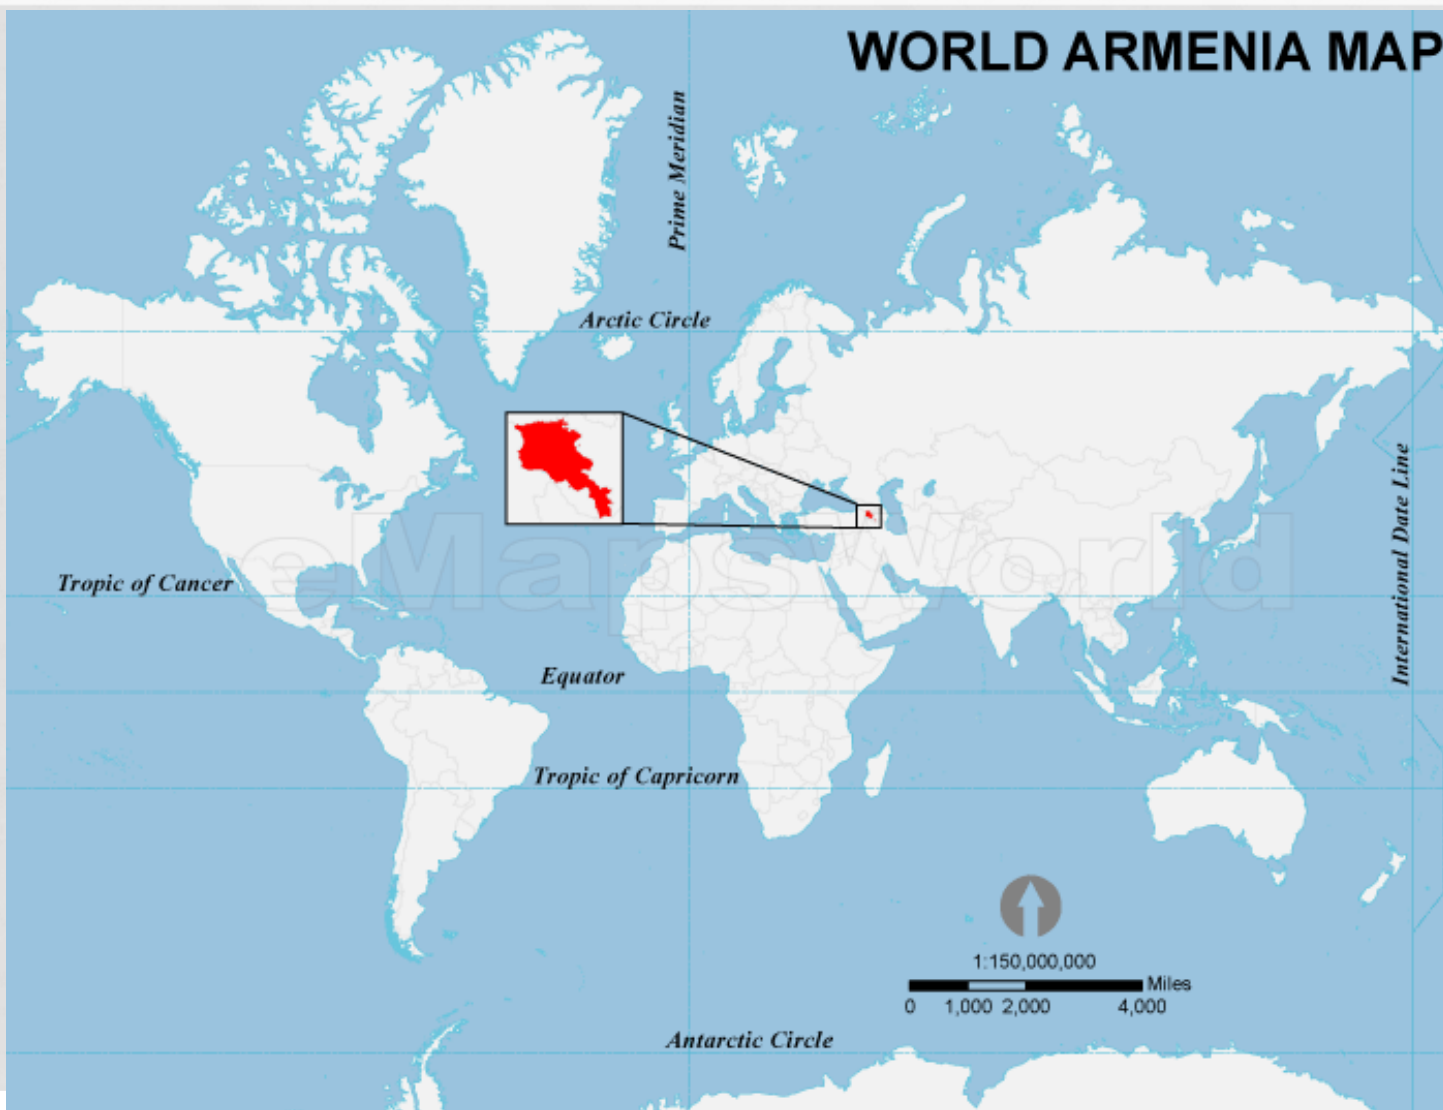 WORLD ARMENIA MAP
Prime Meridian
Arctic Circle
International Date Line
eMapsWorld
Tropic of Cancer
Equator
Tropic of Capricorn
1:150,000,000
Miles
0 1,000 2,000 4,000
Antarctic Circle